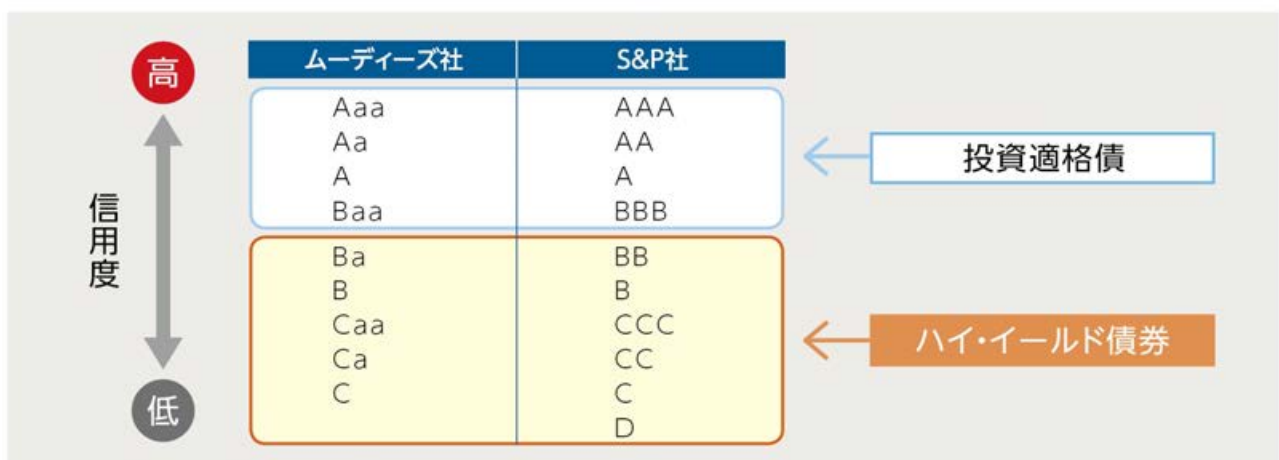 高
信用度
低
ムーディーズ社 S&P社
Aaa AAA
Aa AA
A A
Baa BBB
投資適格債
Ba BB
B B
Caa CCC
Ca CC
C C
D
ハイ・イールド債券